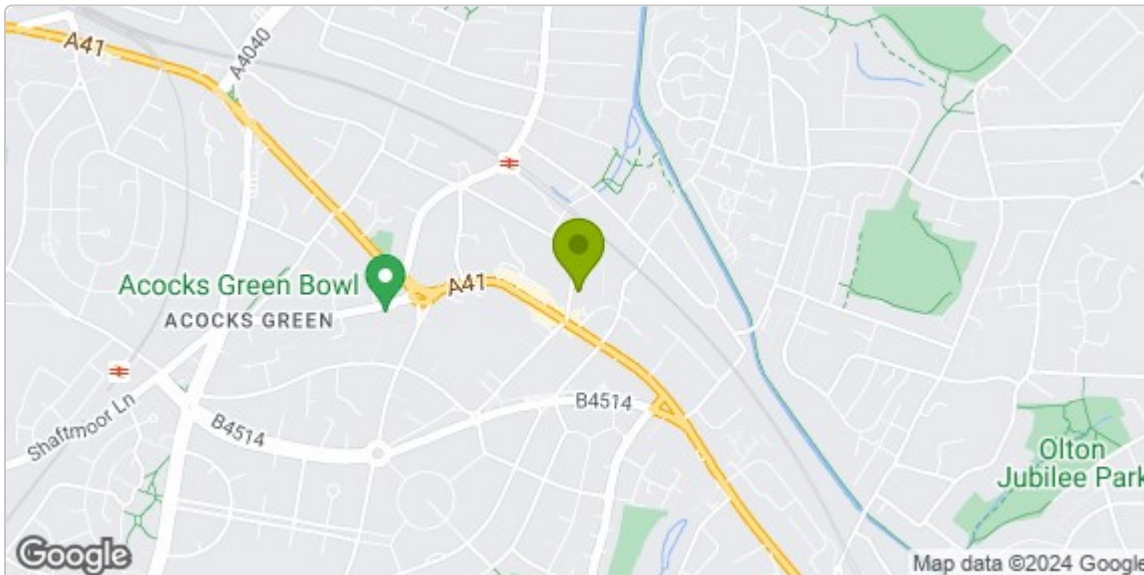 A41
A4040
Acocks Green Bowl
A41
ACOCKS GREEN
Shaftmoor Ln
B4514
B4514
Olton
Jubilee Park
Google
Map data ©2024 Google